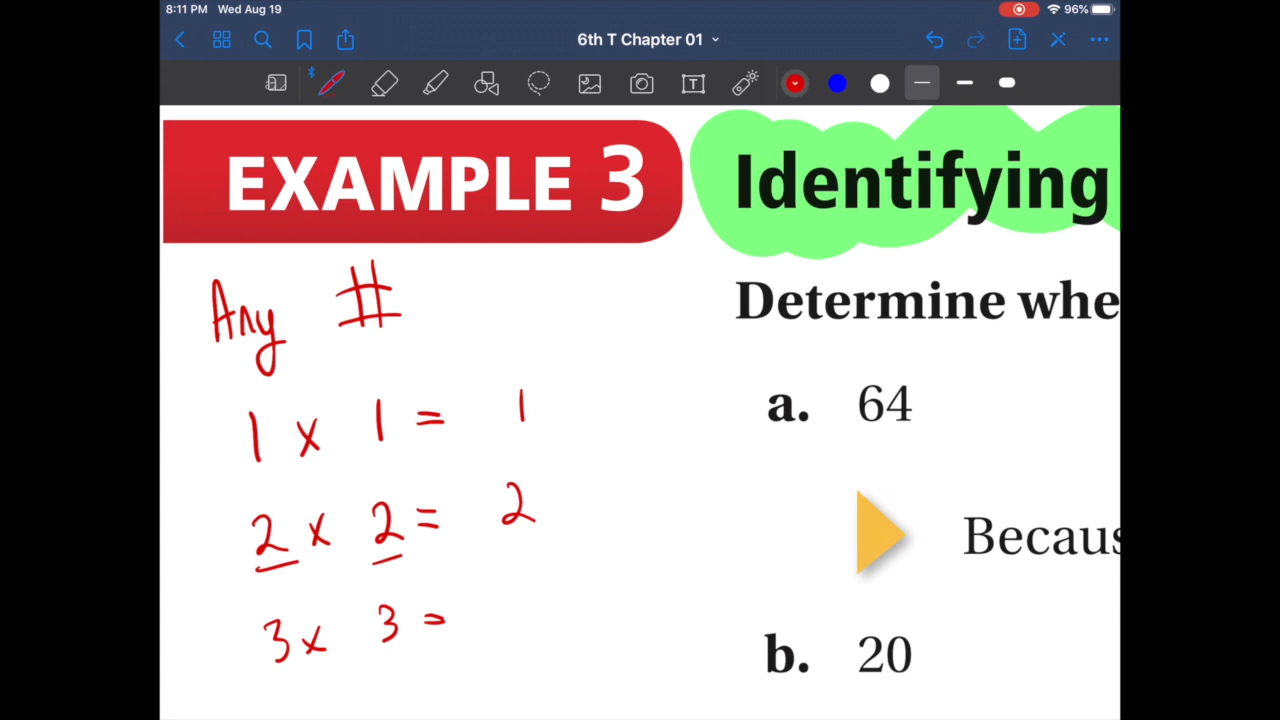 8:11 PM Wed Aug 19
96%
6th T Chapter 01
T
EXAMPLE 3
Identifying
Any #
Determine whe
1 x 1 = 1
a. 64
2 x 2 = 2
Becaus
3 x 3 =
b. 20